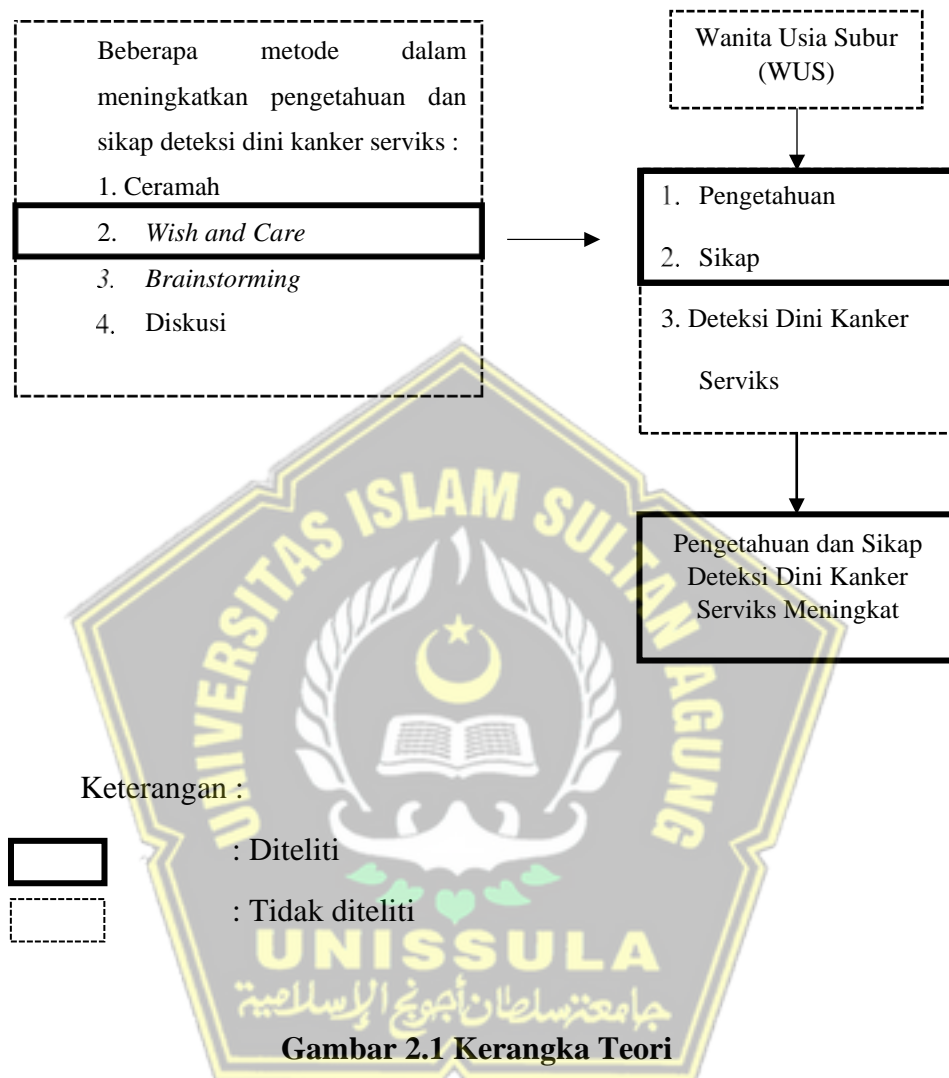 Beberapa metode dalam
meningkatkan pengetahuan dan
sikap deteksi dini kanker serviks :
1. Ceramah
2. Wish and Care
3. Brainstorming
4. Diskusi
Wanita Usia Subur
(WUS)
1. Pengetahuan
2. Sikap
3. Deteksi Dini Kanker
Serviks
Pengetahuan dan Sikap
Deteksi Dini Kanker
Serviks Meningkat
Keterangan :
: Diteliti
: Tidak diteliti
UNIVERSITAS ISLAM SULTAN AGUNG
UNISSULA
جامعتنسلطان أجونج الإسلامية
Gambar 2.1 Kerangka Teori